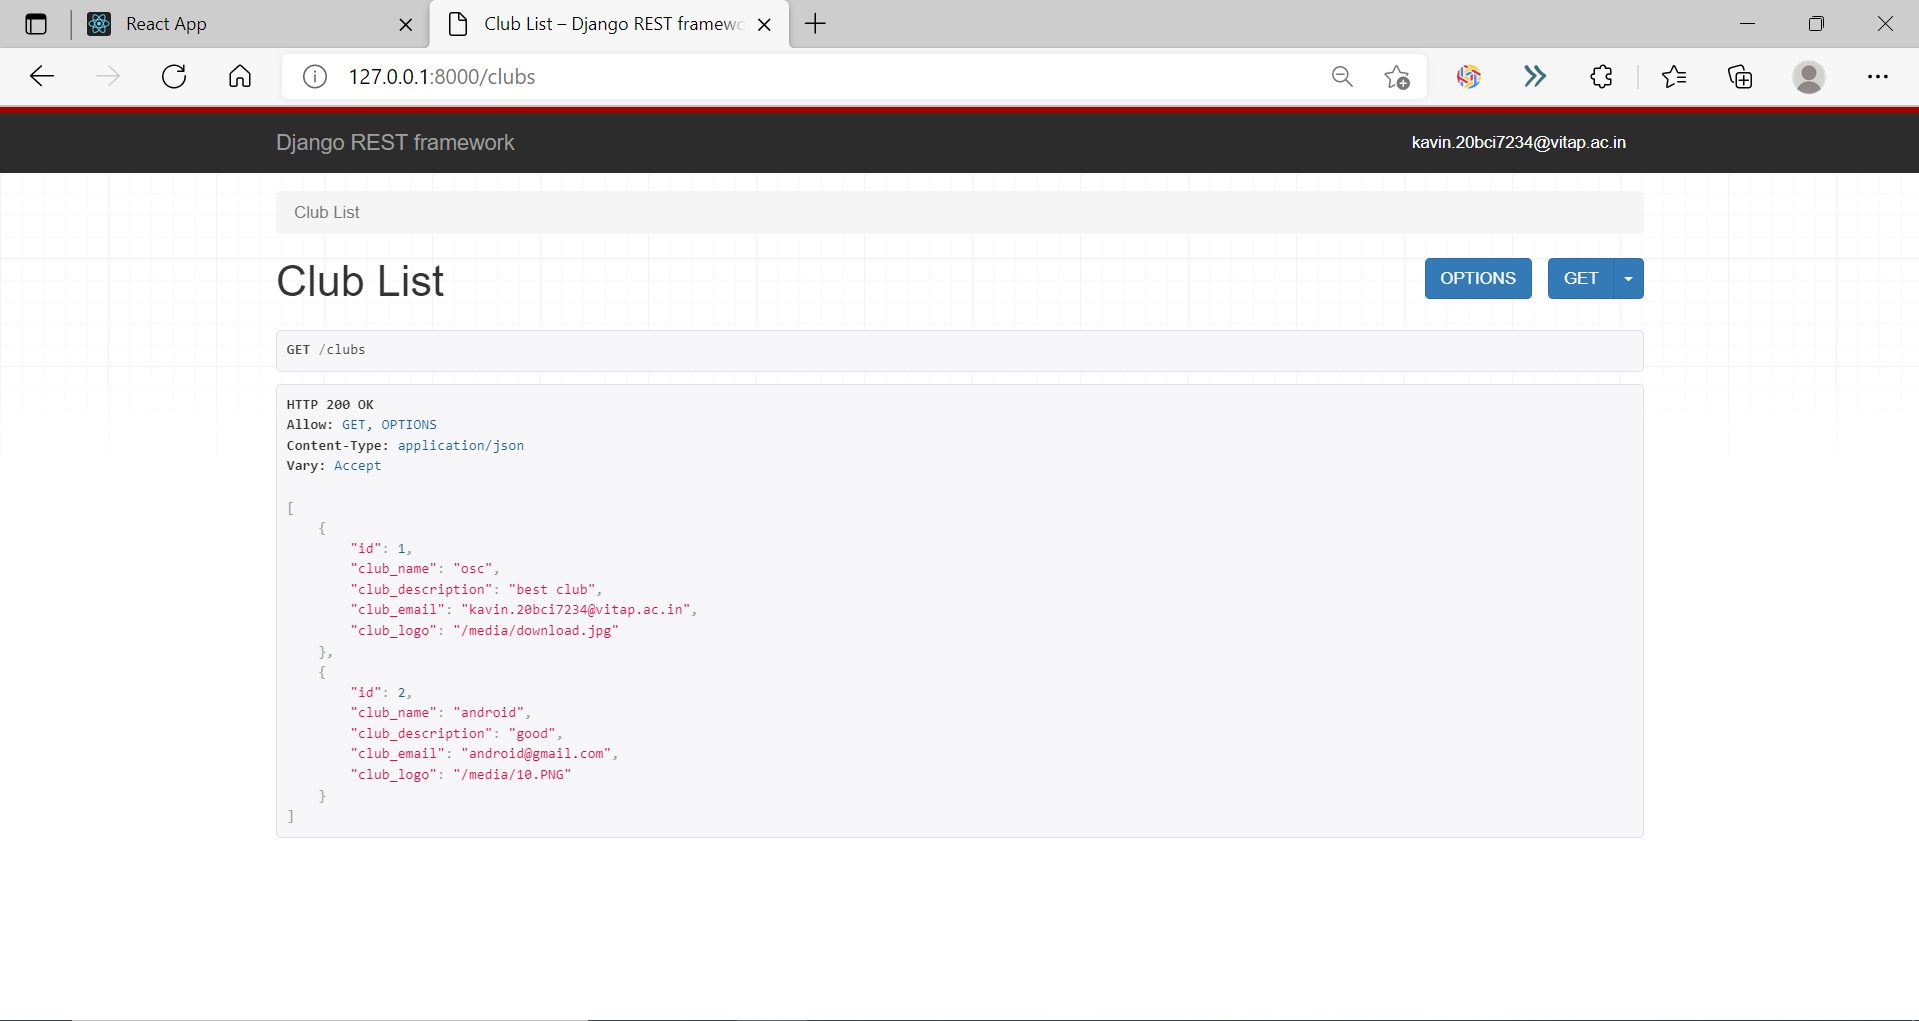 React App
Club List – Django REST framewo
127.0.0.1:8000/clubs
Django REST framework
kavin.20bci7234@vitap.ac.in
Club List
Club List
OPTIONS
GET
GET /clubs
HTTP 200 OK
Allow: GET, OPTIONS
Content-Type: application/json
Vary: Accept
[
{
"id": 1,
"club_name": "osc",
"club_description": "best club",
"club_email": "kavin.20bci7234@vitap.ac.in",
"club_logo": "/media/download.jpg"
},
{
"id": 2,
"club_name": "android",
"club_description": "good",
"club_email": "android@gmail.com",
"club_logo": "/media/10.PNG"
}
]